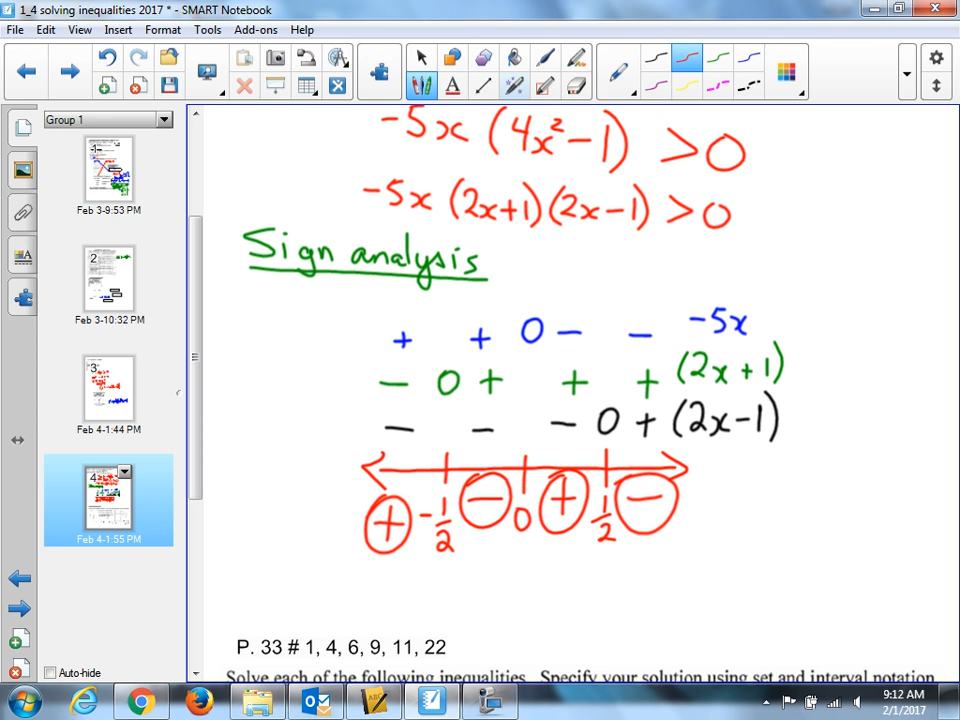 1_4 solving inequalities 2017 * - SMART Notebook
File Edit View Insert Format Tools Add-ons Help
Group 1
Feb 3-9:53 PM
2
Feb 3-10:32 PM
3
Feb 4-1:44 PM
4
Feb 4-1:55 PM
Auto-hide
-5x (4x² - 1) > 0
-5x (2x+1)(2x-1) > 0
Sign analysis
+ + 0 - - -5x
- 0 + + + (2x+1)
- - - 0 + (2x-1)
+ -1/2 - 0 + 1/2 -
P. 33 # 1, 4, 6, 9, 11, 22
Solve each of the following inequalities. Specify your solution using set and interval notation
9:12 AM
2/1/2017